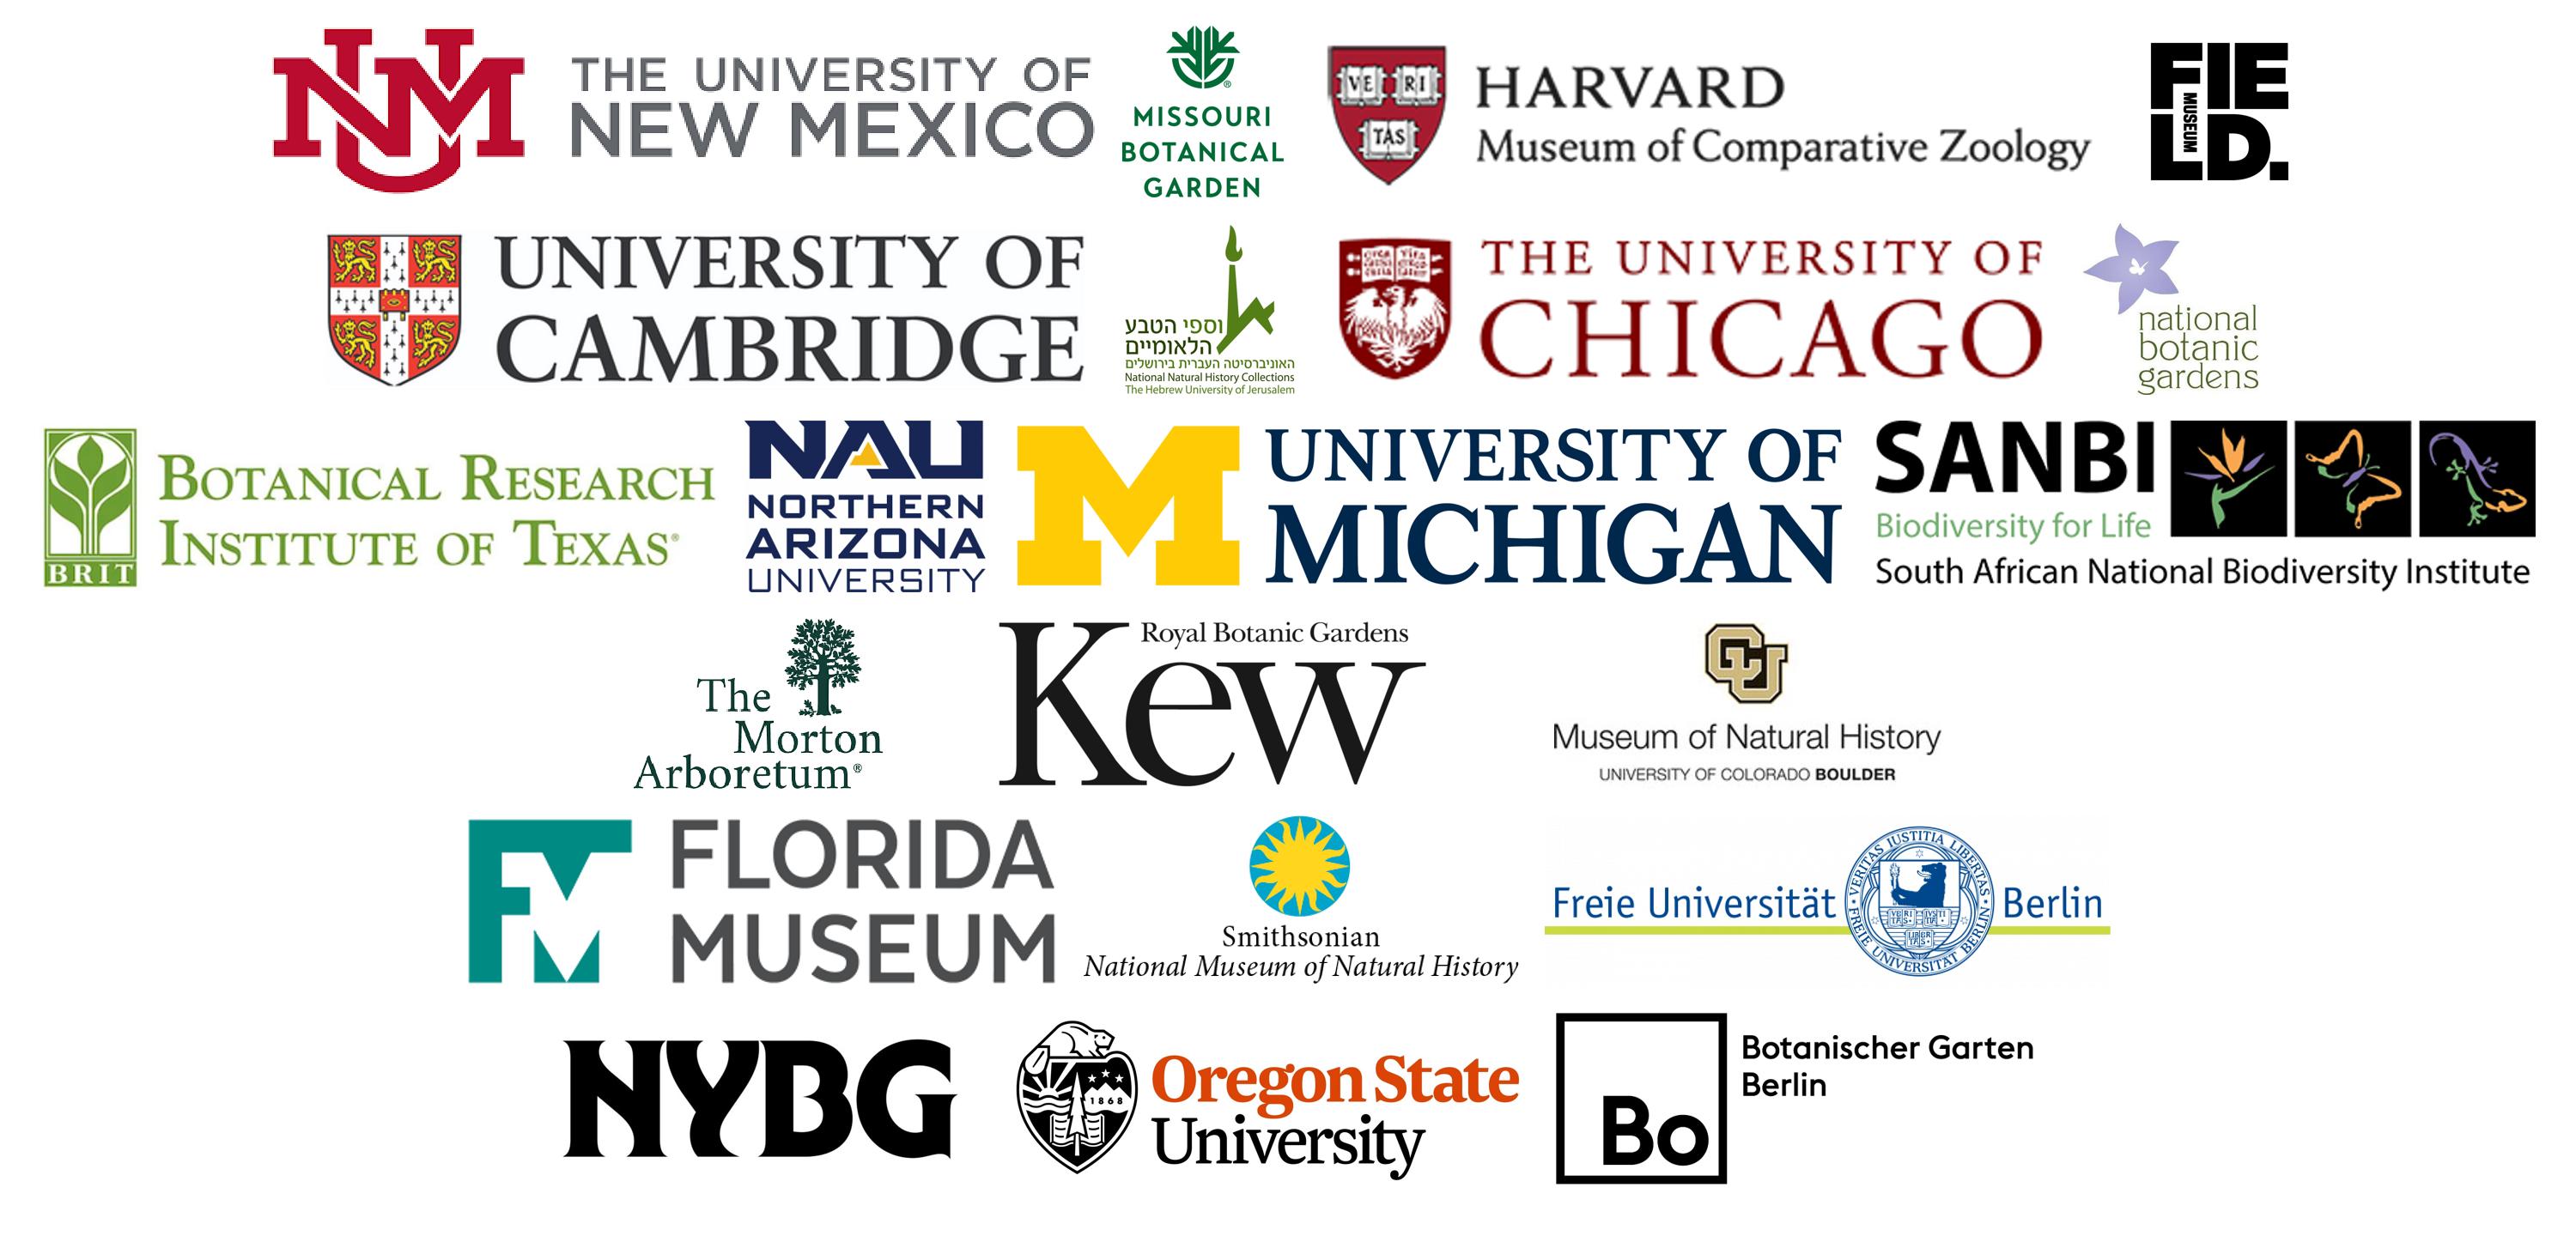 UNM
THE UNIVERSITY OF
NEW MEXICO
MISSOURI
BOTANICAL
GARDEN
VE RI
TAS
HARVARD
Museum of Comparative Zoology
FIE
LD.
MUSEUM
UNIVERSITY OF
CAMBRIDGE
וספי הטבע
הלאומיים
האוניברסיטה העברית בירושלים
National Natural History Collections
The Hebrew University of Jerusalem
THE UNIVERSITY OF
CHICAGO
national
botanic
gardens
BRIT
BOTANICAL RESEARCH
INSTITUTE OF TEXAS®
NAU
NORTHERN
ARIZONA
UNIVERSITY
M
UNIVERSITY OF
MICHIGAN
SANBI
Biodiversity for Life
South African National Biodiversity Institute
The
Morton
Arboretum®
Royal Botanic Gardens
Kew
CU
Museum of Natural History
UNIVERSITY OF COLORADO BOULDER
FM
FLORIDA
MUSEUM
Smithsonian
National Museum of Natural History
Freie Universität Berlin
VERITAS IUSTITIA LIBERTAS
FREIE UNIVERSITÄT BERLIN
NYBG
1868
Oregon State
University
Bo
Botanischer Garten
Berlin